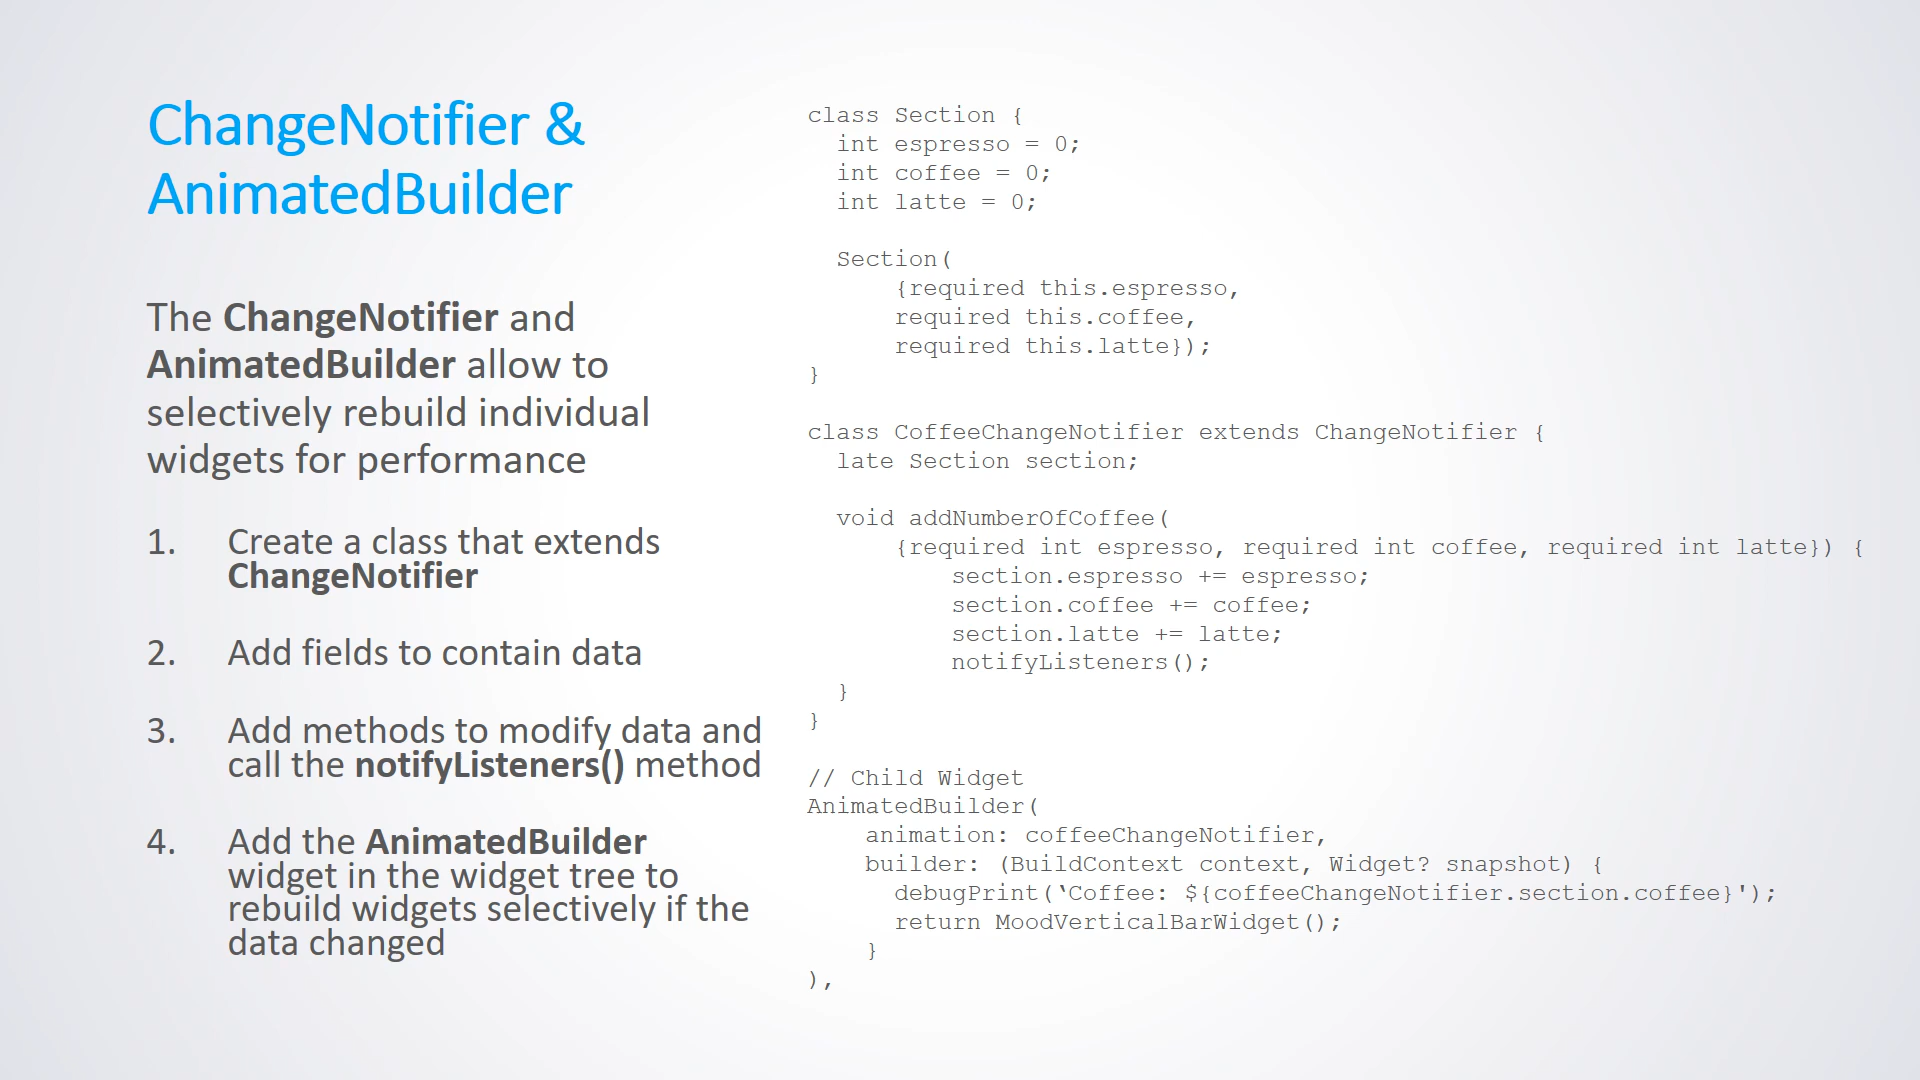 ChangeNotifier &
AnimatedBuilder
The ChangeNotifier and
AnimatedBuilder allow to
selectively rebuild individual
widgets for performance
1. Create a class that extends
ChangeNotifier
2. Add fields to contain data
3. Add methods to modify data and
call the notifyListeners() method
4. Add the AnimatedBuilder
widget in the widget tree to
rebuild widgets selectively if the
data changed
class Section {
  int espresso = 0;
  int coffee = 0;
  int latte = 0;

  Section(
      {required this.espresso,
      required this.coffee,
      required this.latte});
}

class CoffeeChangeNotifier extends ChangeNotifier {
  late Section section;

  void addNumberOfCoffee(
      {required int espresso, required int coffee, required int latte}) {
          section.espresso += espresso;
          section.coffee += coffee;
          section.latte += latte;
          notifyListeners();
  }
}

// Child Widget
AnimatedBuilder(
    animation: coffeeChangeNotifier,
    builder: (BuildContext context, Widget? snapshot) {
      debugPrint(‘Coffee: ${coffeeChangeNotifier.section.coffee}');
      return MoodVerticalBarWidget();
    }
),